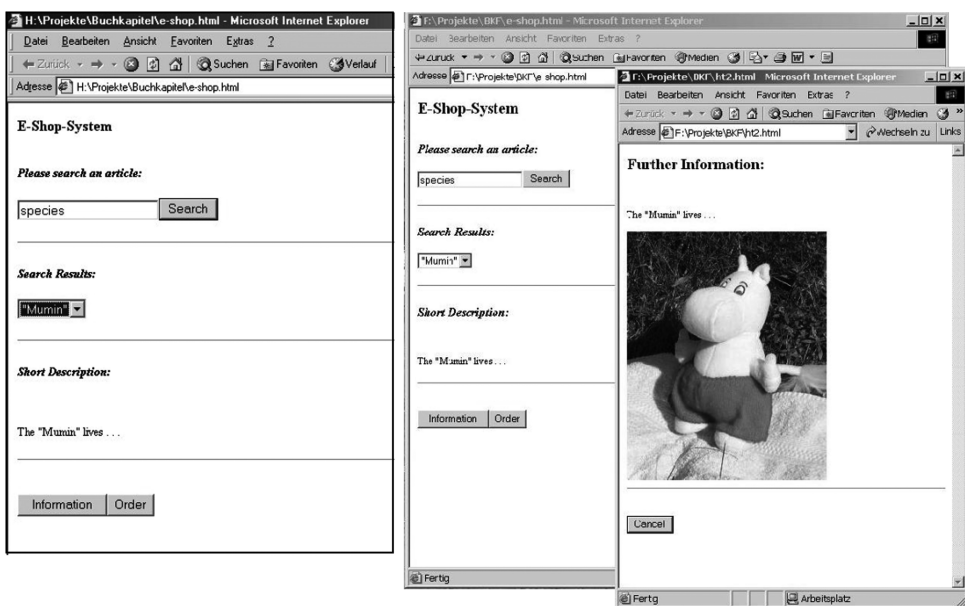 H:\Projekte\Buchkapitel\e-shop.html - Microsoft Internet Explorer
Datei Bearbeiten Ansicht Favoriten Extras ?
Zurück Suchen Favoriten Verlauf
Adresse H:\Projekte\Buchkapitel\e-shop.html
E-Shop-System
Please search an article:
species Search
Search Results:
"Mumin"
Short Description:
The "Mumin" lives . . .
Information Order
F:\Projekte\BKF\e-shop.html - Microsoft Internet Explorer
Datei Bearbeiten Ansicht Favoriten Extras ?
Zurück Suchen Favoriten Medien
Adresse F:\Projekte\BKF\e shop.html
E-Shop-System
Please search an article:
species Search
Search Results:
"Mumin"
Short Description:
The "Mumin" lives . . .
Information Order
Fertig
F:\Projekte\BKF\ht2.html Microsoft Internet Explorer
Datei Bearbeiten Ansicht Favoriten Extras ?
Zurück Suchen Favoriten Medien »
Adresse F:\Projekte\BKF\ht2.html Wechseln zu Links
Further Information:
The "Mumin" lives . . .
Cancel
Fertig Arbeitsplatz